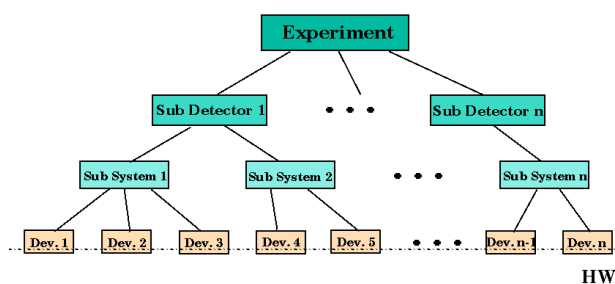 Experiment
Sub Detector 1
• • •
Sub Detector n
Sub System 1
Sub System 2
• • •
Sub System n
Dev. 1
Dev. 2
Dev. 3
Dev. 4
Dev. 5
• • •
Dev. n-1
Dev. n
HW